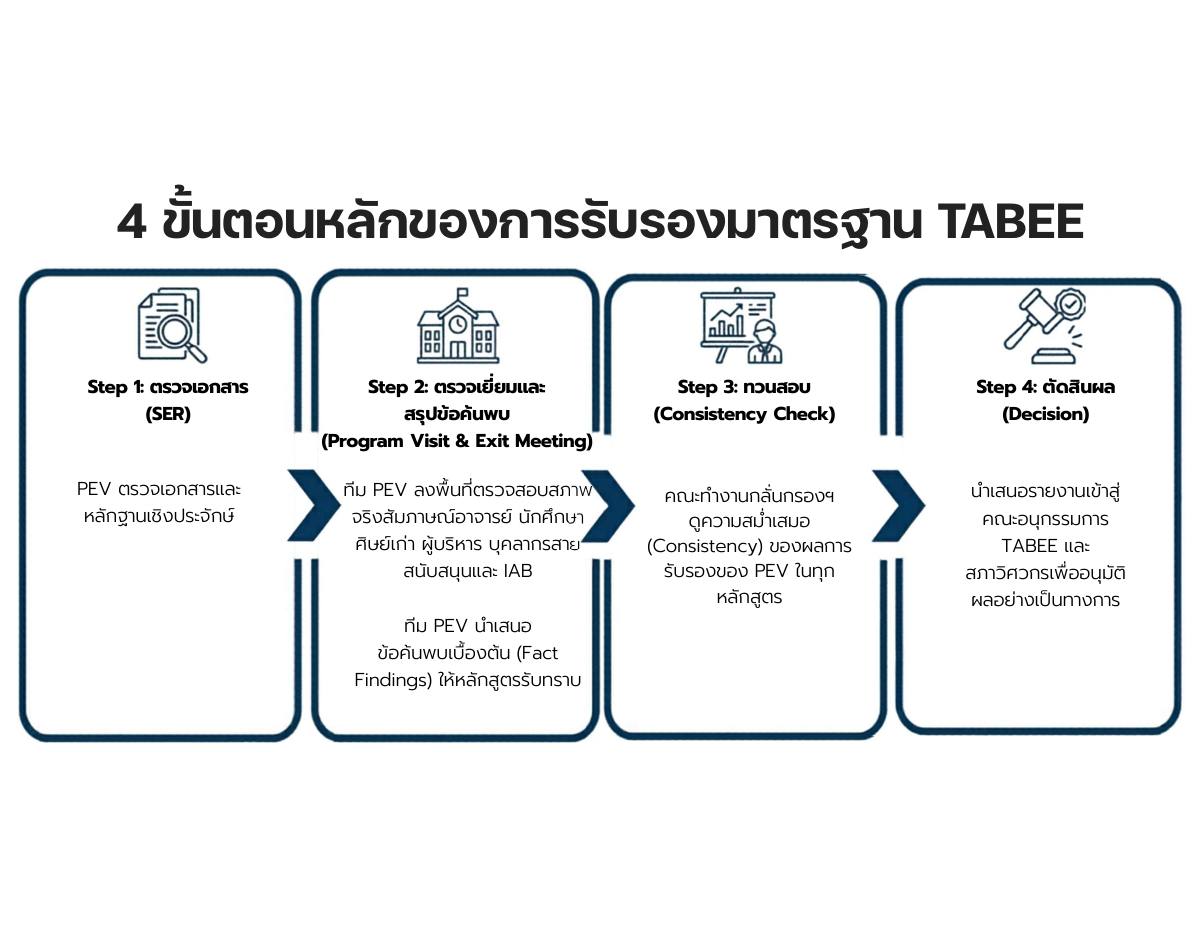 4 ขั้นตอนหลักของการรับรองมาตรฐาน TABEE
Step 1: ตรวจเอกสาร
(SER)
PEV ตรวจเอกสารและ
หลักฐานเชิงประจักษ์
Step 2: ตรวจเยี่ยมและ
สรุปข้อค้นพบ
(Program Visit & Exit Meeting)
ทีม PEV ลงพื้นที่ตรวจสอบสภาพ
จริงสัมภาษณ์อาจารย์ นักศึกษา
ศิษย์เก่า ผู้บริหาร บุคลากรสาย
สนับสนุนและ IAB
ทีม PEV นำเสนอ
ข้อค้นพบเบื้องต้น (Fact
Findings) ให้หลักสูตรรับทราบ
Step 3: ทวนสอบ
(Consistency Check)
คณะทำงานกลั่นกรองฯ
ดูความสม่ำเสมอ
(Consistency) ของผลการ
รับรองของ PEV ในทุก
หลักสูตร
Step 4: ตัดสินผล
(Decision)
นำเสนอรายงานเข้าสู่
คณะอนุกรรมการ
TABEE และ
สภาวิศวกรเพื่ออนุมัติ
ผลอย่างเป็นทางการ